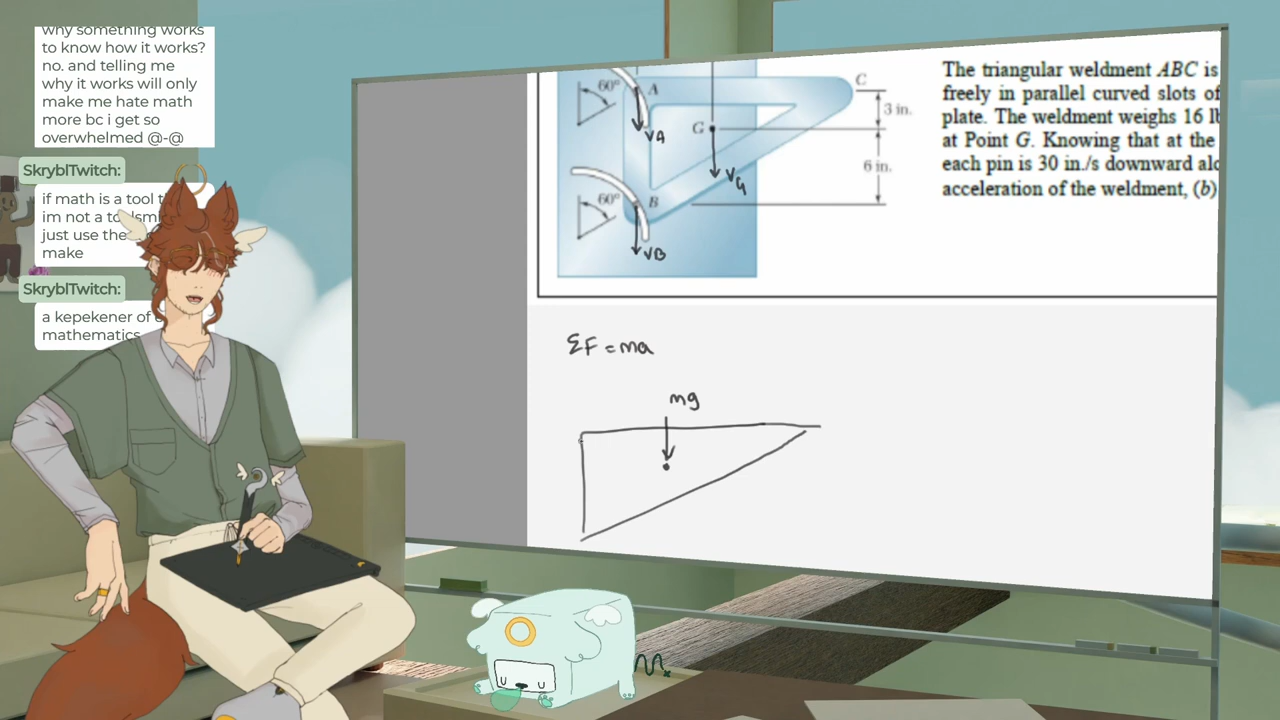 why something works
to know how it works?
no. and telling me
why it works will only
make me hate math
more bc i get so
overwhelmed @-@
SkryblTwitch:
if math is a tool
im not a
just use the
make
SkryblTwitch:
a kepekener of
mathematics
60°
A
VA
C
3 in.
G
VG
6 in.
60°
B
VB
The triangular weldment ABC is
freely in parallel curved slots of
plate. The weldment weighs 16 lb
at Point G. Knowing that at the
each pin is 30 in./s downward
acceleration of the weldment, (b)
ΣF = ma
mg